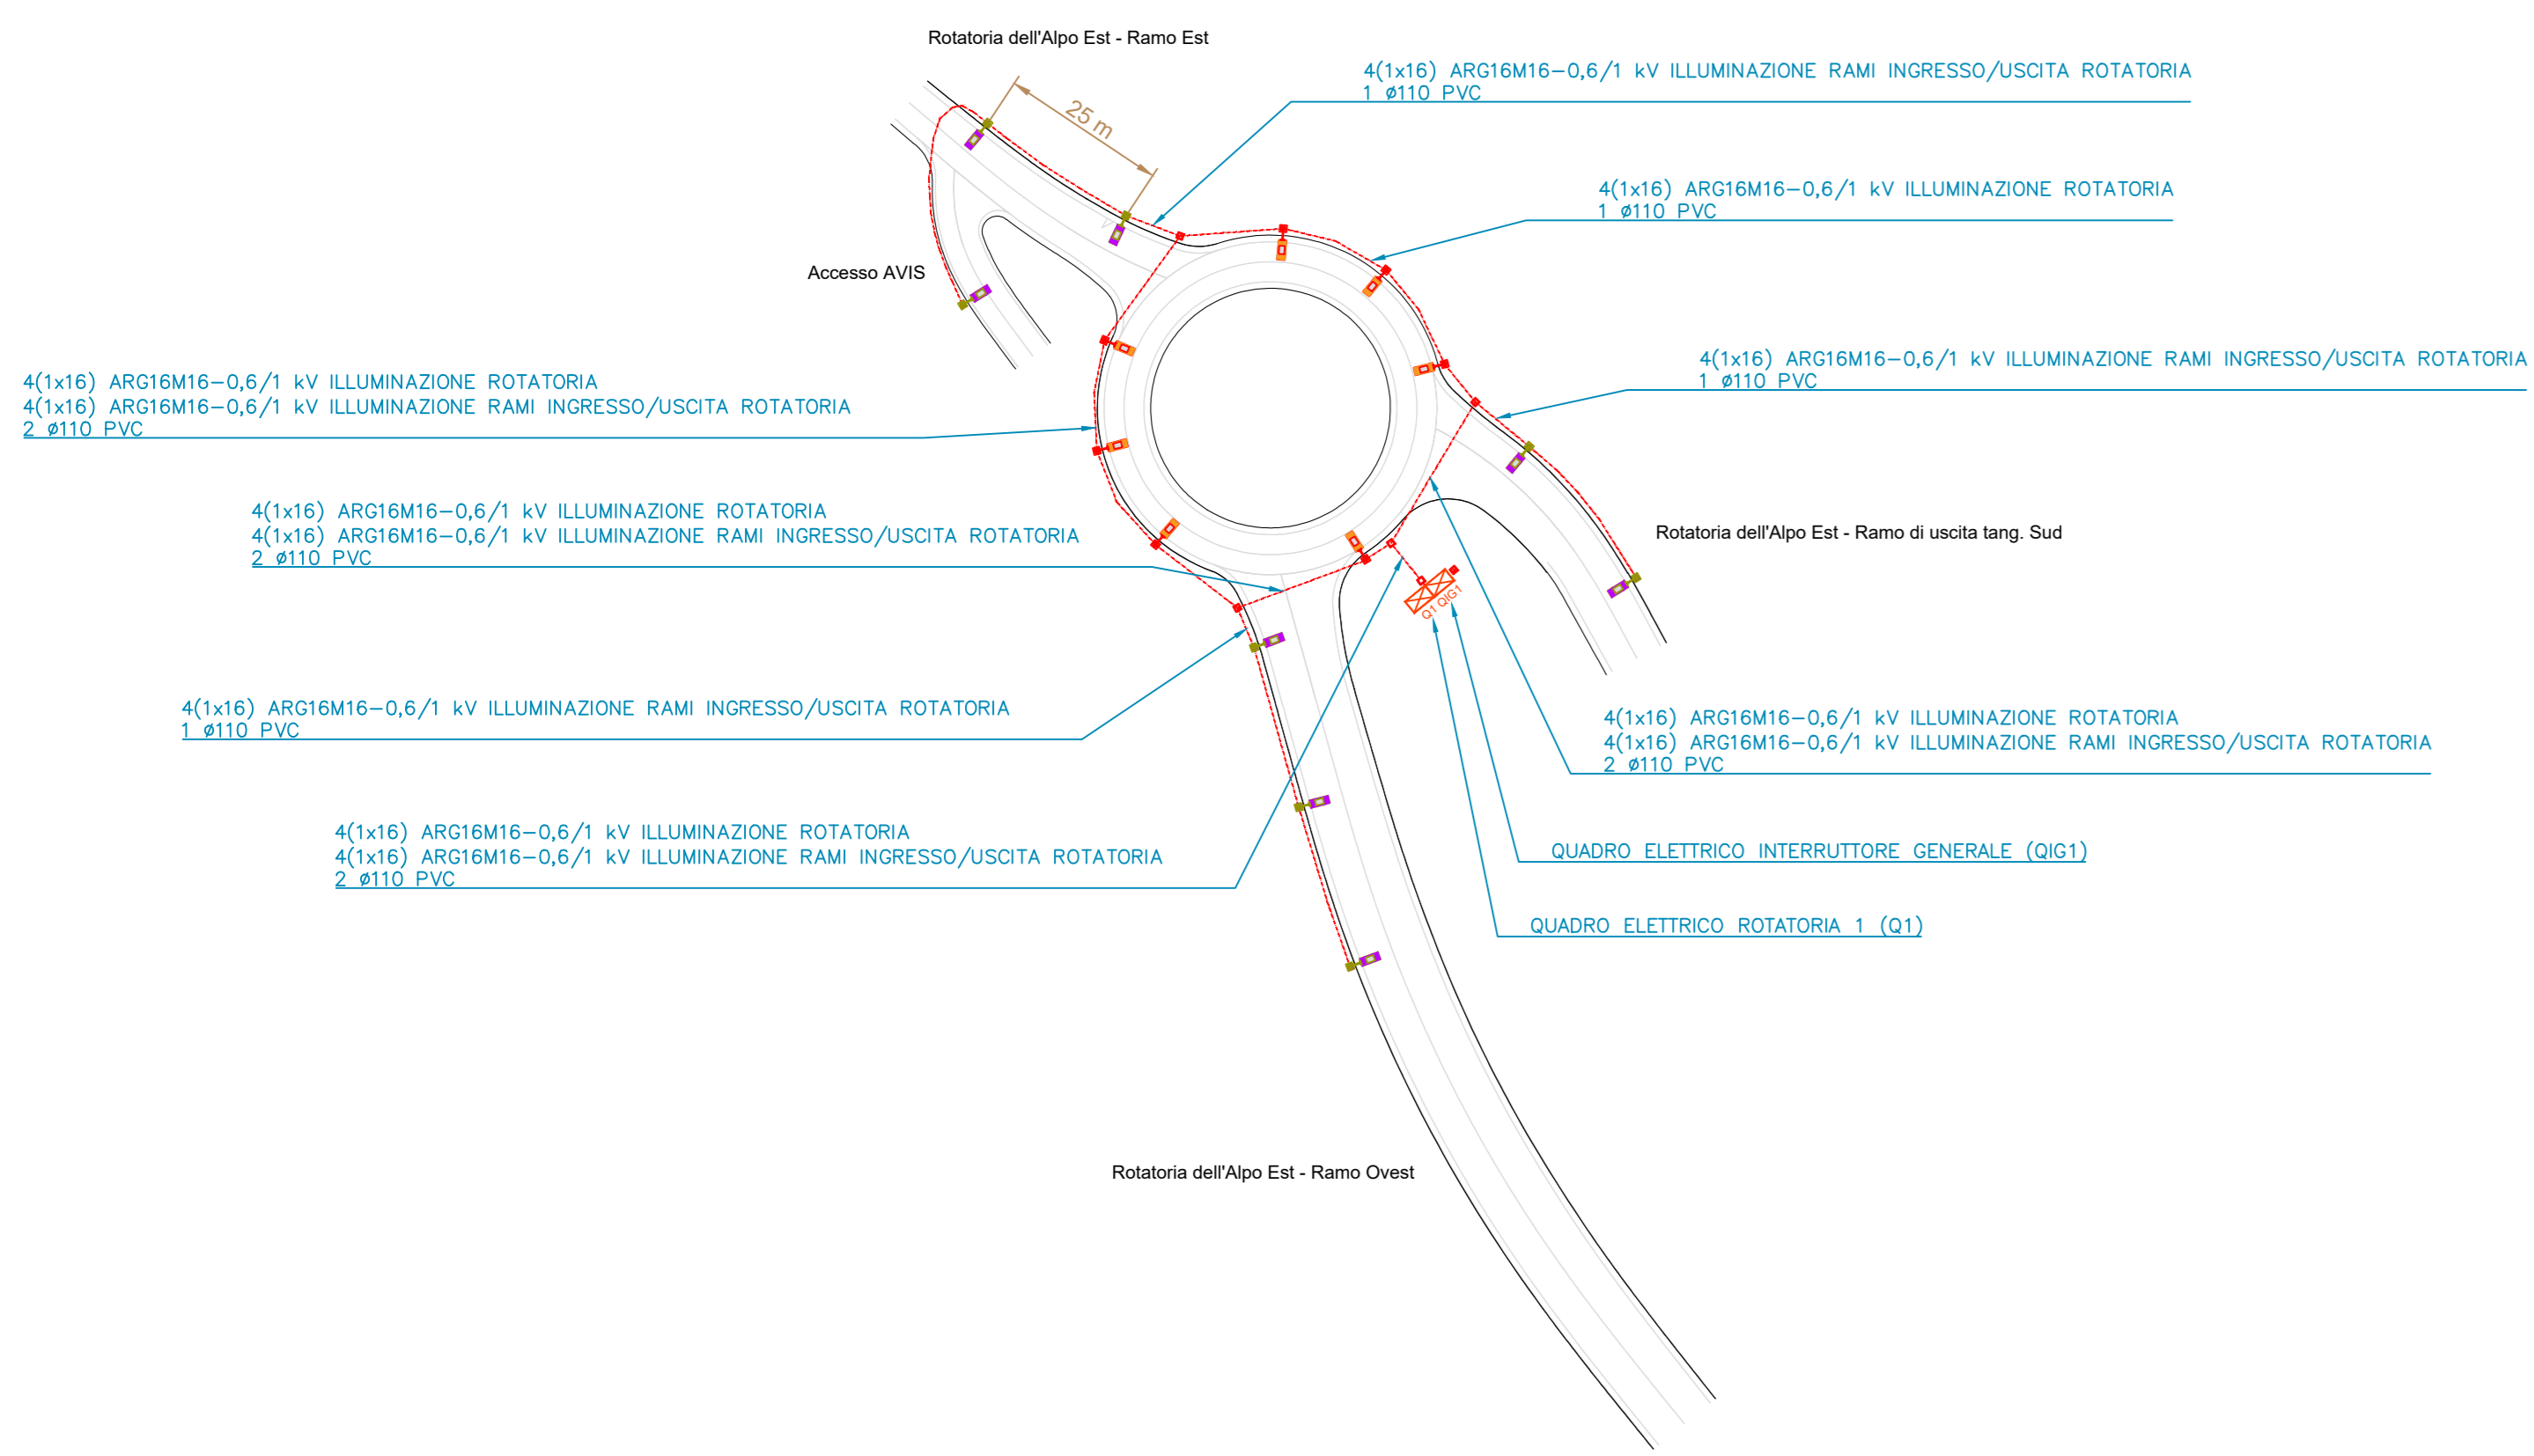 Rotatoria dell'Alpo Est - Ramo Est
25 m
4(1x16) ARG16M16-0,6/1 kV ILLUMINAZIONE RAMI INGRESSO/USCITA ROTATORIA
1 ø110 PVC
4(1x16) ARG16M16-0,6/1 kV ILLUMINAZIONE ROTATORIA
1 ø110 PVC
Accesso AVIS
4(1x16) ARG16M16-0,6/1 kV ILLUMINAZIONE RAMI INGRESSO/USCITA ROTATORIA
1 ø110 PVC
4(1x16) ARG16M16-0,6/1 kV ILLUMINAZIONE ROTATORIA
4(1x16) ARG16M16-0,6/1 kV ILLUMINAZIONE RAMI INGRESSO/USCITA ROTATORIA
2 ø110 PVC
4(1x16) ARG16M16-0,6/1 kV ILLUMINAZIONE ROTATORIA
4(1x16) ARG16M16-0,6/1 kV ILLUMINAZIONE RAMI INGRESSO/USCITA ROTATORIA
2 ø110 PVC
Rotatoria dell'Alpo Est - Ramo di uscita tang. Sud
Q1 QIG1
4(1x16) ARG16M16-0,6/1 kV ILLUMINAZIONE RAMI INGRESSO/USCITA ROTATORIA
1 ø110 PVC
4(1x16) ARG16M16-0,6/1 kV ILLUMINAZIONE ROTATORIA
4(1x16) ARG16M16-0,6/1 kV ILLUMINAZIONE RAMI INGRESSO/USCITA ROTATORIA
2 ø110 PVC
4(1x16) ARG16M16-0,6/1 kV ILLUMINAZIONE ROTATORIA
4(1x16) ARG16M16-0,6/1 kV ILLUMINAZIONE RAMI INGRESSO/USCITA ROTATORIA
2 ø110 PVC
QUADRO ELETTRICO INTERRUTTORE GENERALE (QIG1)
QUADRO ELETTRICO ROTATORIA 1 (Q1)
Rotatoria dell'Alpo Est - Ramo Ovest